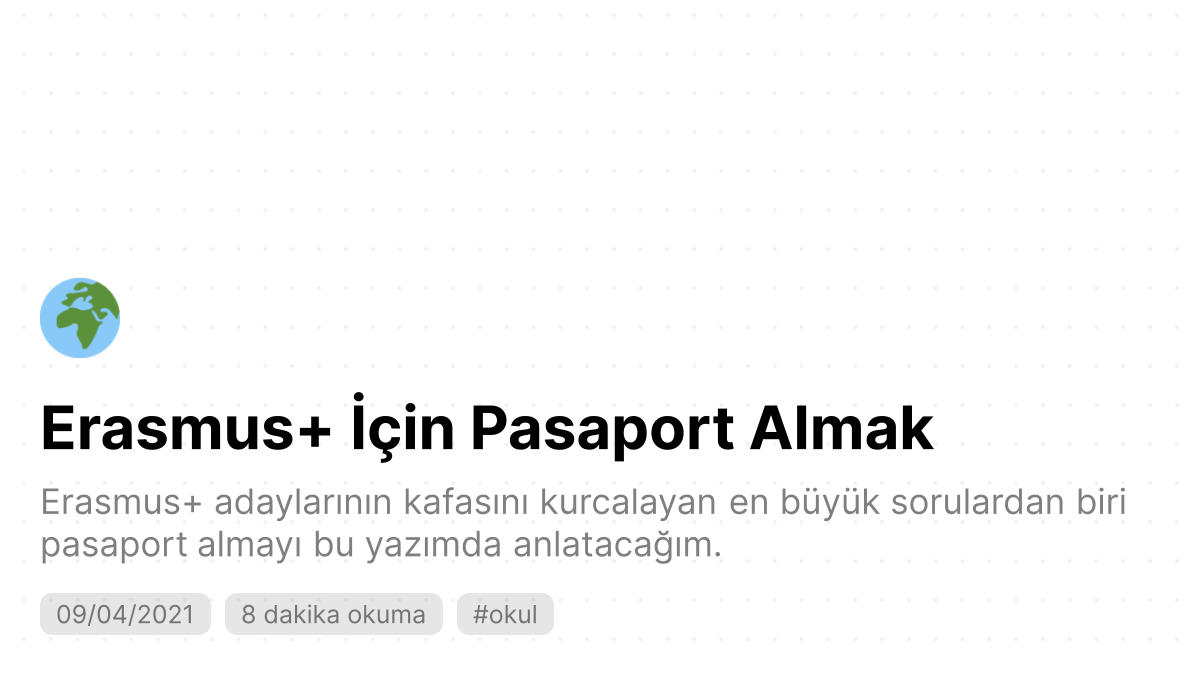 Erasmus+ İçin Pasaport Almak
Erasmus+ adaylarının kafasını kurcalayan en büyük sorulardan biri
pasaport almayı bu yazımda anlatacağım.
09/04/2021 8 dakika okuma #okul